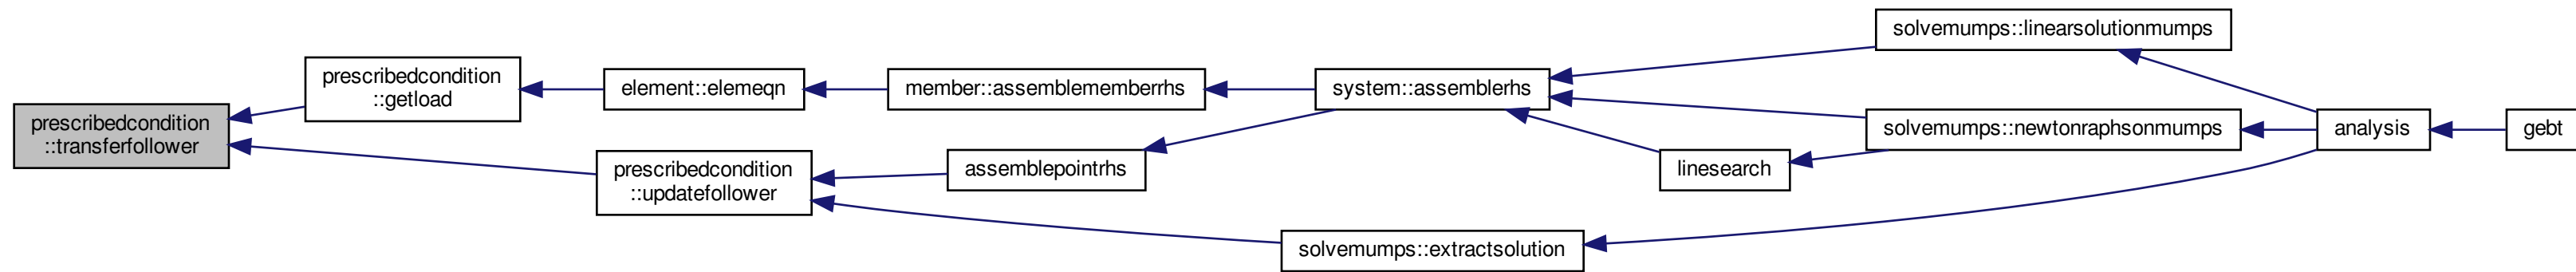 prescribedcondition
::transferfollower
prescribedcondition
::getload
prescribedcondition
::updatefollower
element::elemeqn
member::assemblememberrhs
assemblepointrhs
system::assemblerhs
solvemumps::extractsolution
linesearch
solvemumps::linearsolutionmumps
solvemumps::newtonraphsonmumps
analysis
gebt